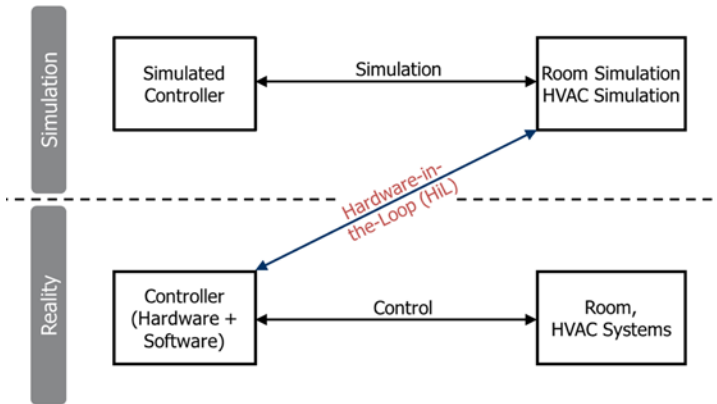 Simulation
Simulated
Controller
Simulation
Room Simulation
HVAC Simulation
Hardware-in-
the-Loop (HiL)
Reality
Controller
(Hardware +
Software)
Control
Room,
HVAC Systems